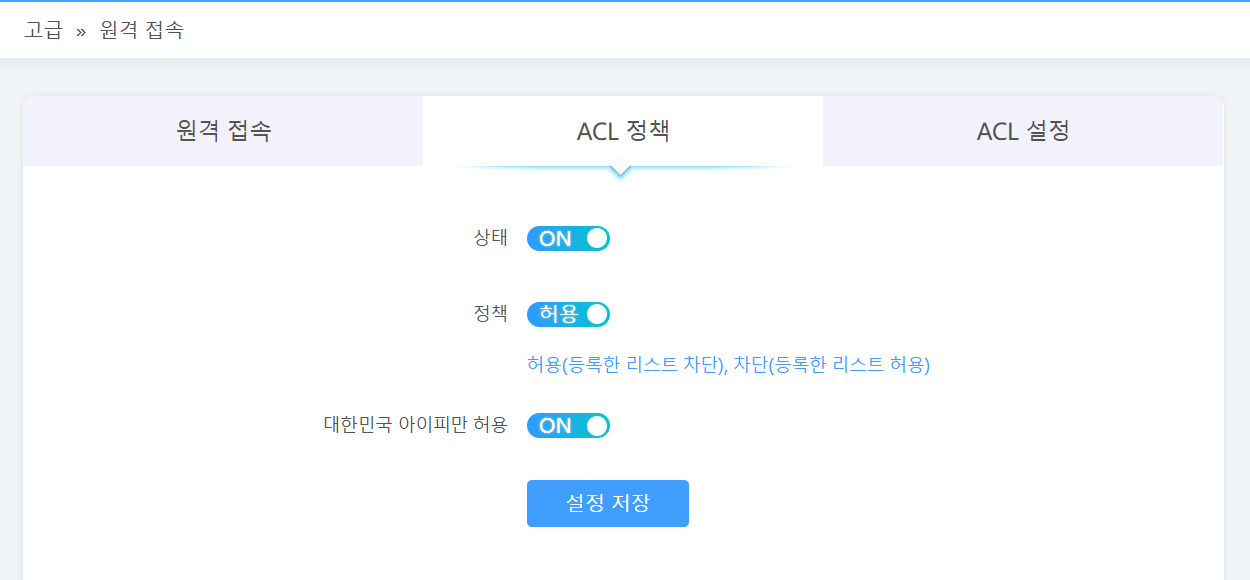 고급 » 원격 접속
원격 접속 ACL 정책 ACL 설정
상태 ON
정책 허용
허용(등록한 리스트 차단), 차단(등록한 리스트 허용)
대한민국 아이피만 허용 ON
설정 저장